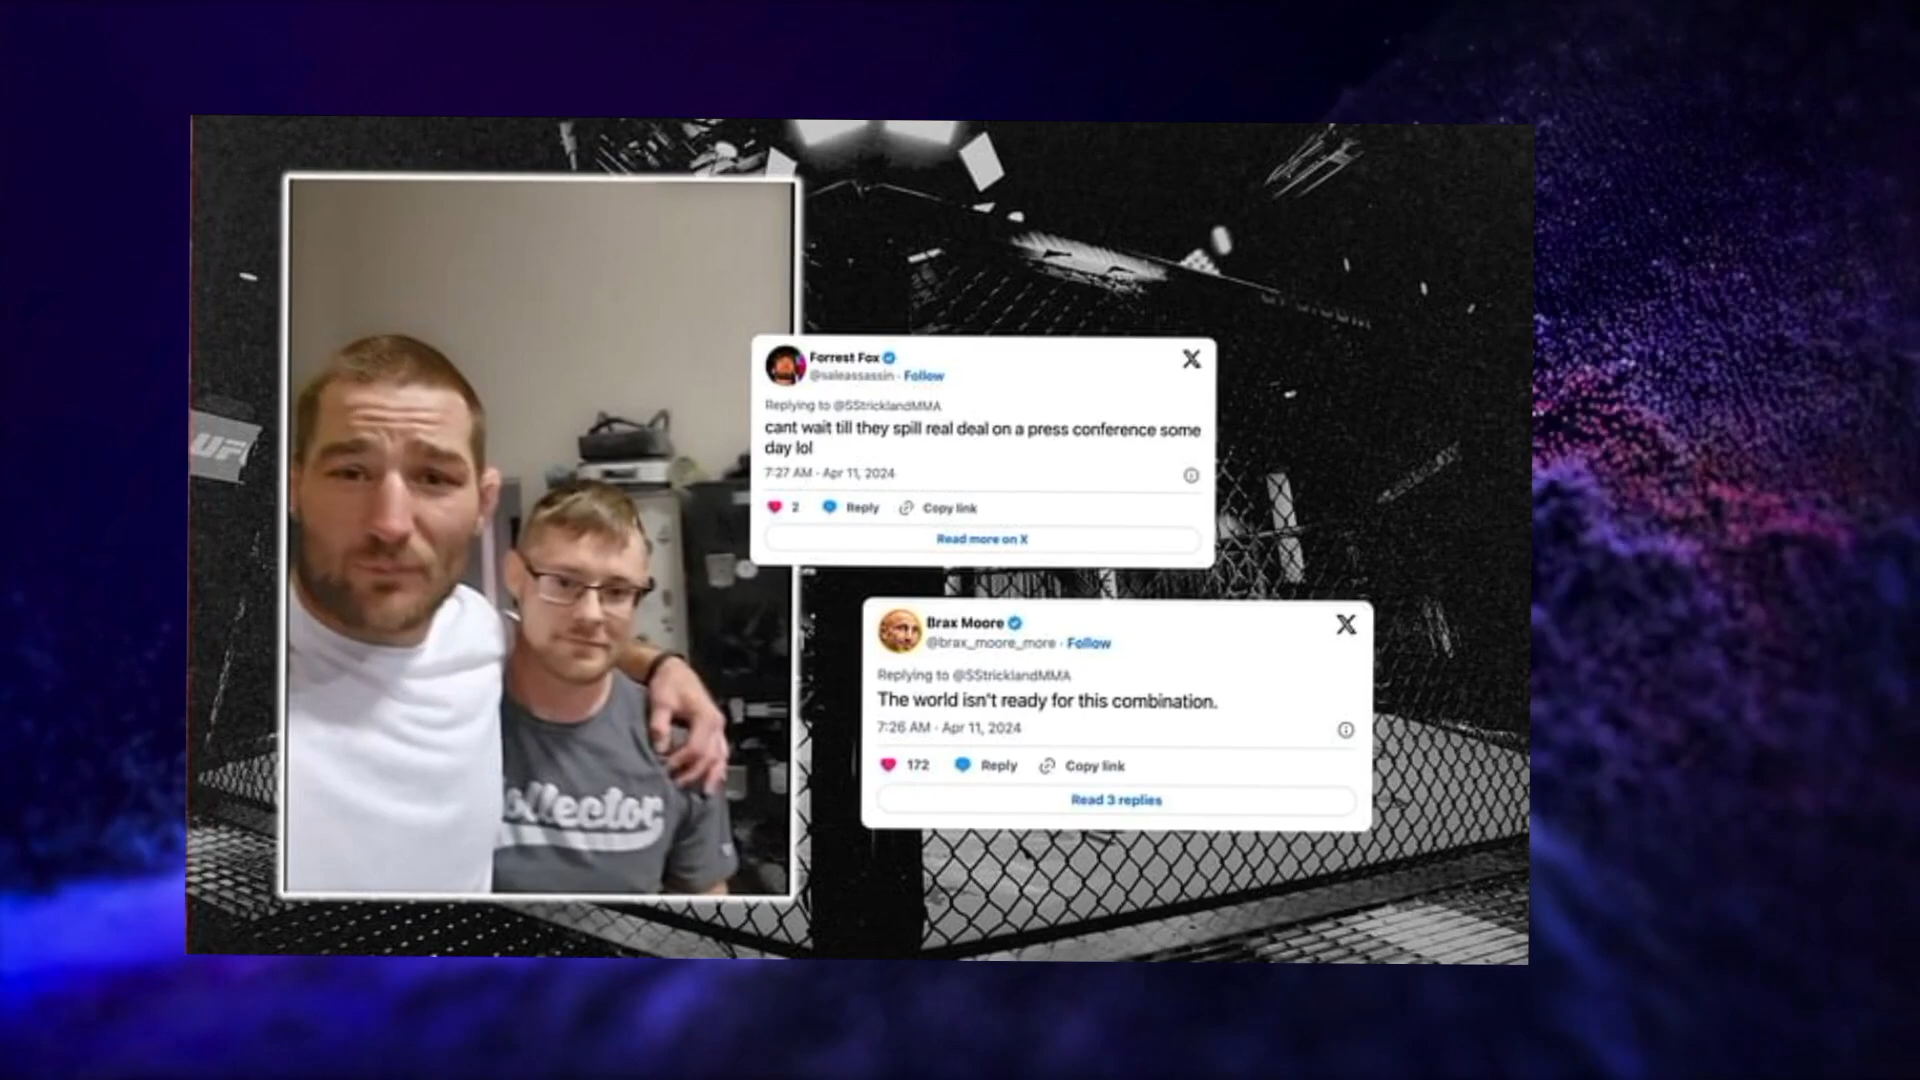 UF
Forrest Fox
@saleassassin · Follow
Replying to @SStricklandMMA
cant wait till they spill real deal on a press conference some
day lol
7:27 AM · Apr 11, 2024
2 Reply Copy link
Read more on X
Brax Moore
@brax_moore_more · Follow
Replying to @SStricklandMMA
The world isn't ready for this combination.
7:26 AM · Apr 11, 2024
172 Reply Copy link
Read 3 replies
ollector